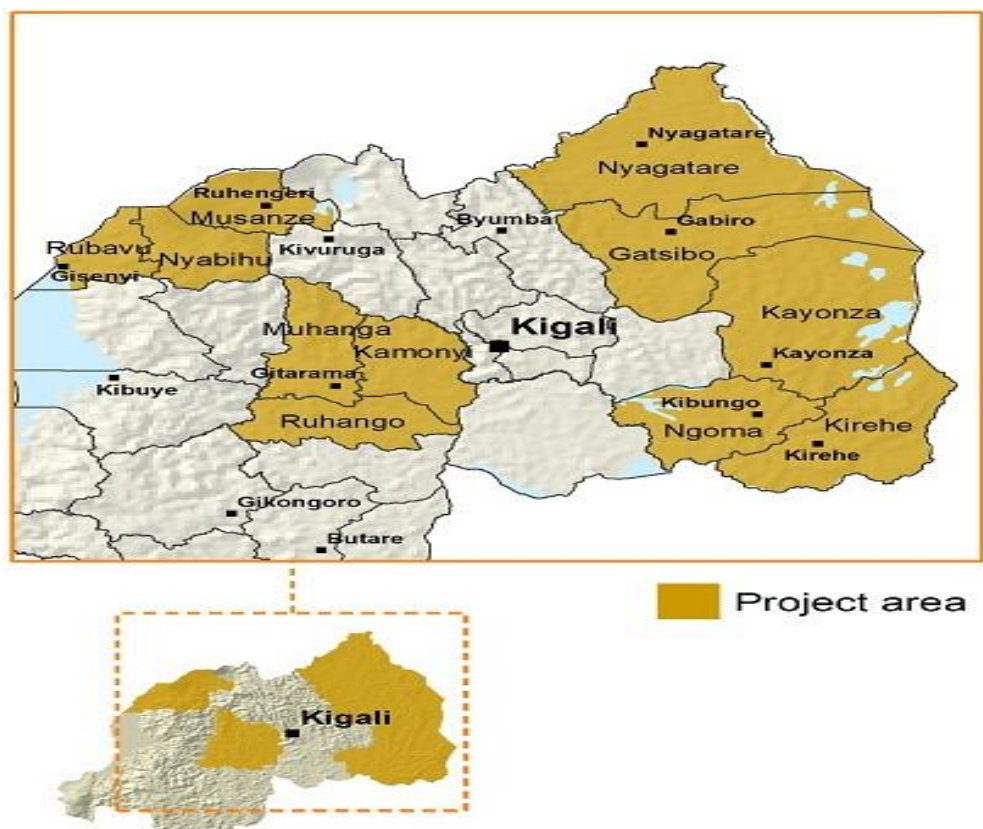 Nyagatare
Nyagatare
Ruhengeri
Musanze
Byumba
Gabiro
Rubavu
Nyabihu
Kivuruga
Gatsibo
Gisenyi
Kayonza
Muhanga
Kigali
Kamonyi
Kayonza
Kibuye
Gitarama
Kibungo
Ruhango
Ngoma
Kirehe
Kirehe
Gikongoro
Butare
Project area
Kigali